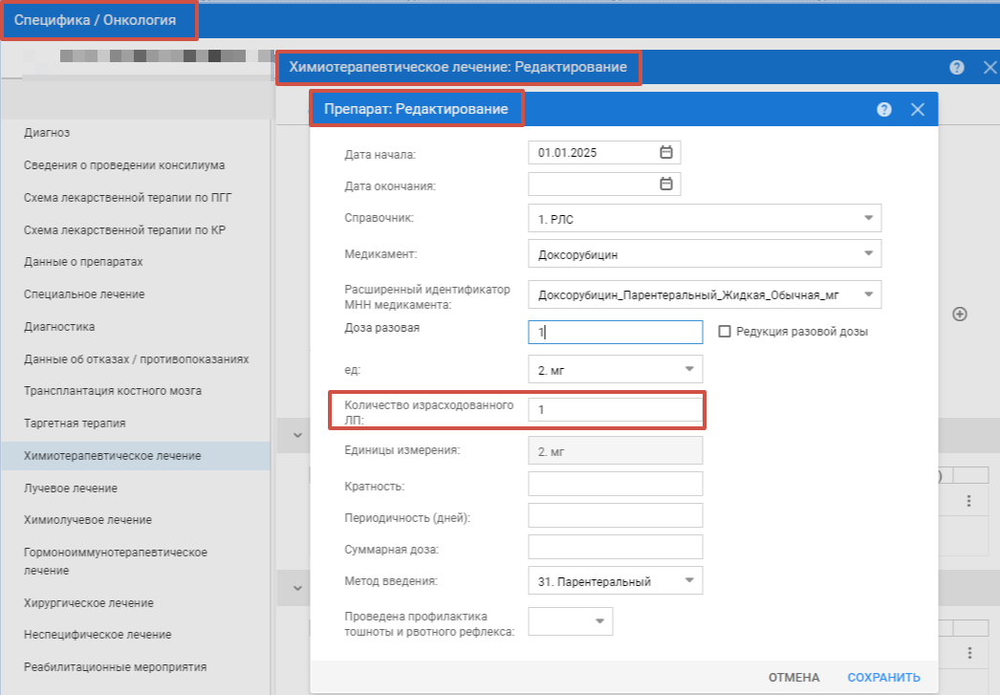 Специфика / Онкология
Химиотерапевтическое лечение: Редактирование
Препарат: Редактирование
Диагноз
Сведения о проведении консилиума
Схема лекарственной терапии по ПГГ
Схема лекарственной терапии по КР
Данные о препаратах
Специальное лечение
Диагностика
Данные об отказах / противопоказаниях
Трансплантация костного мозга
Таргетная терапия
Химиотерапевтическое лечение
Лучевое лечение
Химиолучевое лечение
Гормоноиммунотерапевтическое
лечение
Хирургическое лечение
Неспецифическое лечение
Реабилитационные мероприятия
Дата начала: 01.01.2025
Дата окончания:
Справочник: 1. РЛС
Медикамент: Доксорубицин
Расширенный идентификатор
МНН медикамента: Доксорубицин_Парентеральный_Жидкая_Обычная_мг
Доза разовая 1 Редукция разовой дозы
ед: 2. мг
Количество израсходованного
ЛП: 1
Единицы измерения: 2. мг
Кратность:
Периодичность (дней):
Суммарная доза:
Метод введения: 31. Парентеральный
Проведена профилактика
тошноты и рвотного рефлекса:
ОТМЕНА СОХРАНИТЬ